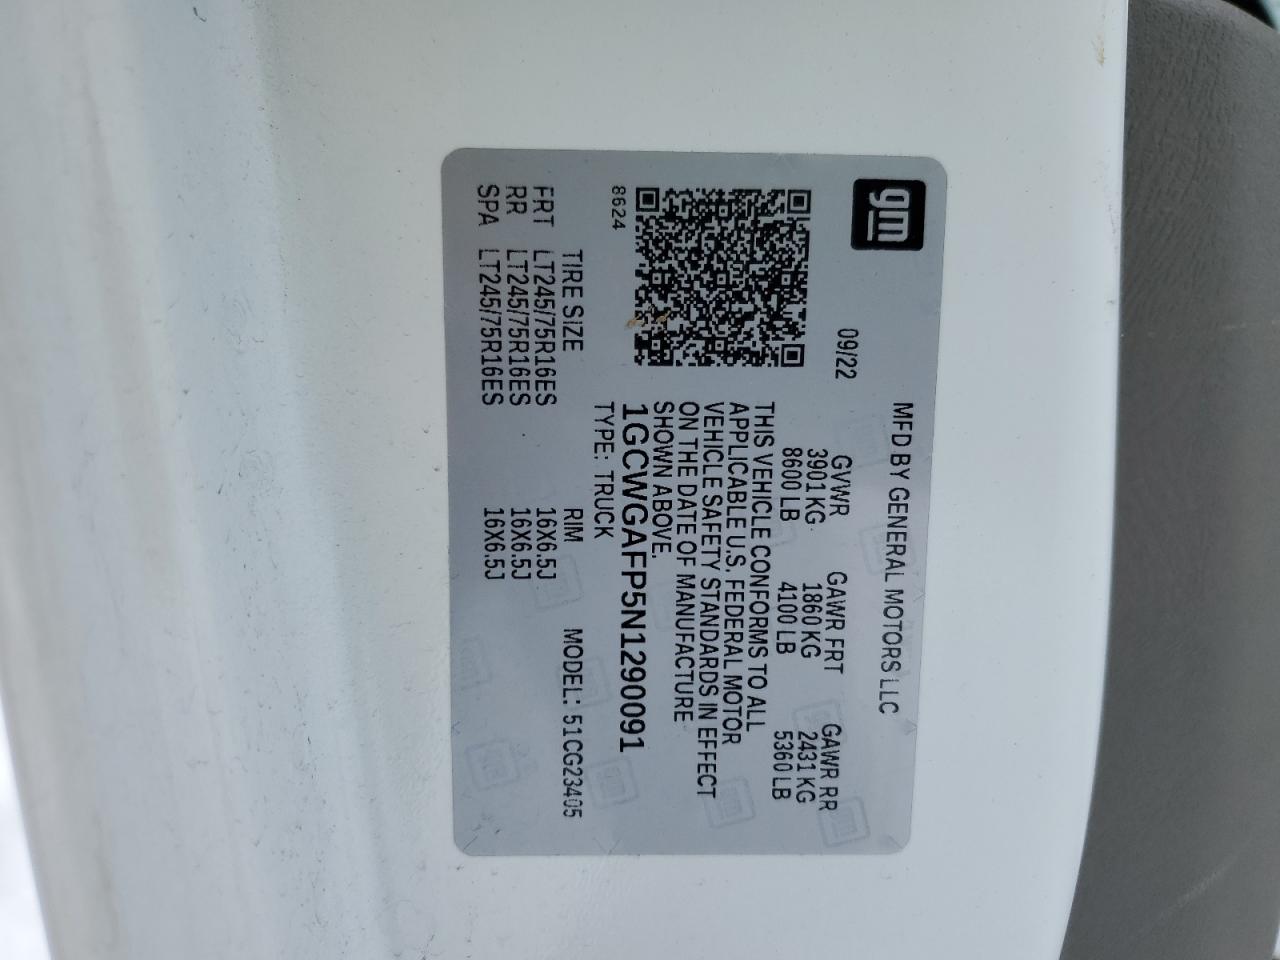 gm
MFD BY GENERAL MOTORS LLC
09/22
GVWR GAWR FRT GAWR RR
3901 KG 1860 KG 2431 KG
8600 LB 4100 LB 5360 LB
THIS VEHICLE CONFORMS TO ALL
APPLICABLE U.S. FEDERAL MOTOR
VEHICLE SAFETY STANDARDS IN EFFECT
ON THE DATE OF MANUFACTURE
SHOWN ABOVE.
8624
1GCWGAFP5N1290091
TYPE: TRUCK
TIRE SIZE RIM MODEL: 51CG23405
FRT LT245/75R16ES 16X6.5J
RR LT245/75R16ES 16X6.5J
SPA LT245/75R16ES 16X6.5J